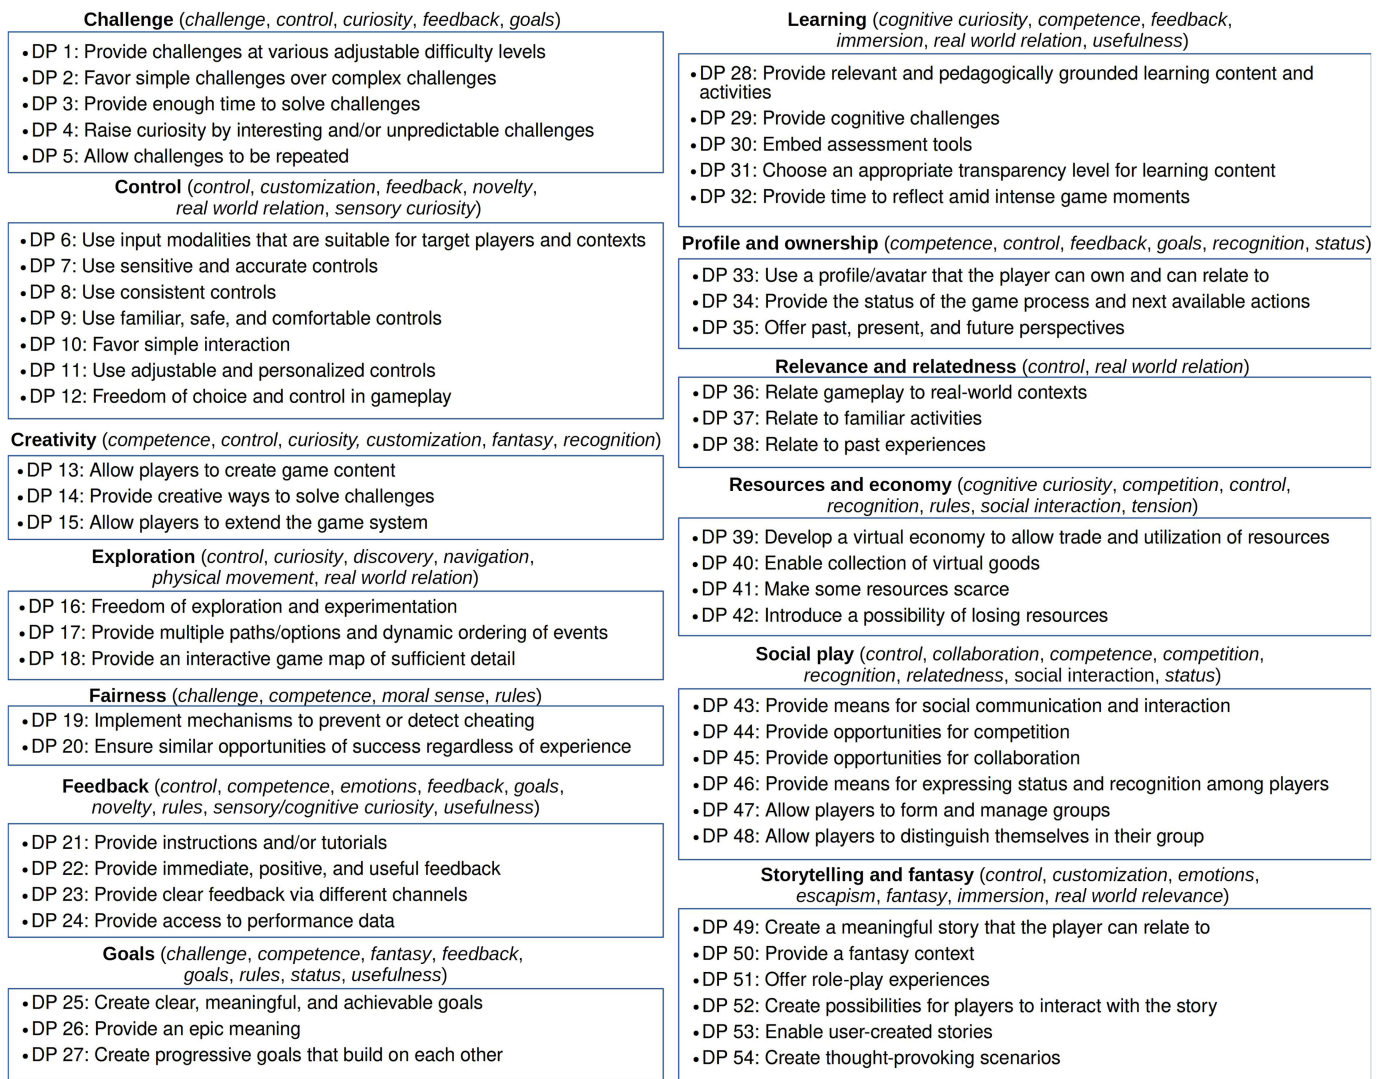 Challenge (challenge, control, curiosity, feedback, goals)
• DP 1: Provide challenges at various adjustable difficulty levels
• DP 2: Favor simple challenges over complex challenges
• DP 3: Provide enough time to solve challenges
• DP 4: Raise curiosity by interesting and/or unpredictable challenges
• DP 5: Allow challenges to be repeated
Control (control, customization, feedback, novelty,
real world relation, sensory curiosity)
• DP 6: Use input modalities that are suitable for target players and contexts
• DP 7: Use sensitive and accurate controls
• DP 8: Use consistent controls
• DP 9: Use familiar, safe, and comfortable controls
• DP 10: Favor simple interaction
• DP 11: Use adjustable and personalized controls
• DP 12: Freedom of choice and control in gameplay
Creativity (competence, control, curiosity, customization, fantasy, recognition)
• DP 13: Allow players to create game content
• DP 14: Provide creative ways to solve challenges
• DP 15: Allow players to extend the game system
Exploration (control, curiosity, discovery, navigation,
physical movement, real world relation)
• DP 16: Freedom of exploration and experimentation
• DP 17: Provide multiple paths/options and dynamic ordering of events
• DP 18: Provide an interactive game map of sufficient detail
Fairness (challenge, competence, moral sense, rules)
• DP 19: Implement mechanisms to prevent or detect cheating
• DP 20: Ensure similar opportunities of success regardless of experience
Feedback (control, competence, emotions, feedback, goals,
novelty, rules, sensory/cognitive curiosity, usefulness)
• DP 21: Provide instructions and/or tutorials
• DP 22: Provide immediate, positive, and useful feedback
• DP 23: Provide clear feedback via different channels
• DP 24: Provide access to performance data
Goals (challenge, competence, fantasy, feedback,
goals, rules, status, usefulness)
• DP 25: Create clear, meaningful, and achievable goals
• DP 26: Provide an epic meaning
• DP 27: Create progressive goals that build on each other
Learning (cognitive curiosity, competence, feedback,
immersion, real world relation, usefulness)
• DP 28: Provide relevant and pedagogically grounded learning content and
activities
• DP 29: Provide cognitive challenges
• DP 30: Embed assessment tools
• DP 31: Choose an appropriate transparency level for learning content
• DP 32: Provide time to reflect amid intense game moments
Profile and ownership (competence, control, feedback, goals, recognition, status)
• DP 33: Use a profile/avatar that the player can own and can relate to
• DP 34: Provide the status of the game process and next available actions
• DP 35: Offer past, present, and future perspectives
Relevance and relatedness (control, real world relation)
• DP 36: Relate gameplay to real-world contexts
• DP 37: Relate to familiar activities
• DP 38: Relate to past experiences
Resources and economy (cognitive curiosity, competition, control,
recognition, rules, social interaction, tension)
• DP 39: Develop a virtual economy to allow trade and utilization of resources
• DP 40: Enable collection of virtual goods
• DP 41: Make some resources scarce
• DP 42: Introduce a possibility of losing resources
Social play (control, collaboration, competence, competition,
recognition, relatedness, social interaction, status)
• DP 43: Provide means for social communication and interaction
• DP 44: Provide opportunities for competition
• DP 45: Provide opportunities for collaboration
• DP 46: Provide means for expressing status and recognition among players
• DP 47: Allow players to form and manage groups
• DP 48: Allow players to distinguish themselves in their group
Storytelling and fantasy (control, customization, emotions,
escapism, fantasy, immersion, real world relevance)
• DP 49: Create a meaningful story that the player can relate to
• DP 50: Provide a fantasy context
• DP 51: Offer role-play experiences
• DP 52: Create possibilities for players to interact with the story
• DP 53: Enable user-created stories
• DP 54: Create thought-provoking scenarios